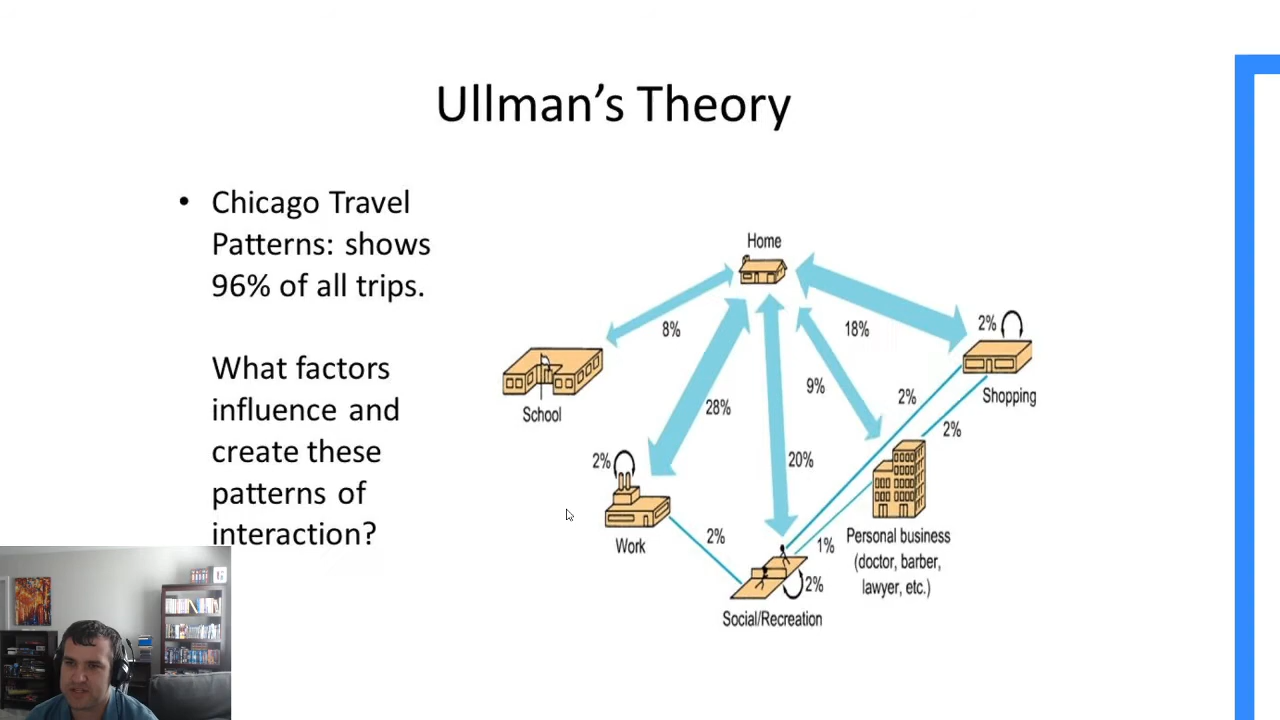 Ullman’s Theory
• Chicago Travel
Patterns: shows
96% of all trips.
What factors
influence and
create these
patterns of
interaction?
Home
8%
18%
2%
School
28%
9%
2%
Shopping
2%
2%
20%
Work
2%
1%
Personal business
(doctor, barber,
lawyer, etc.)
2%
Social/Recreation